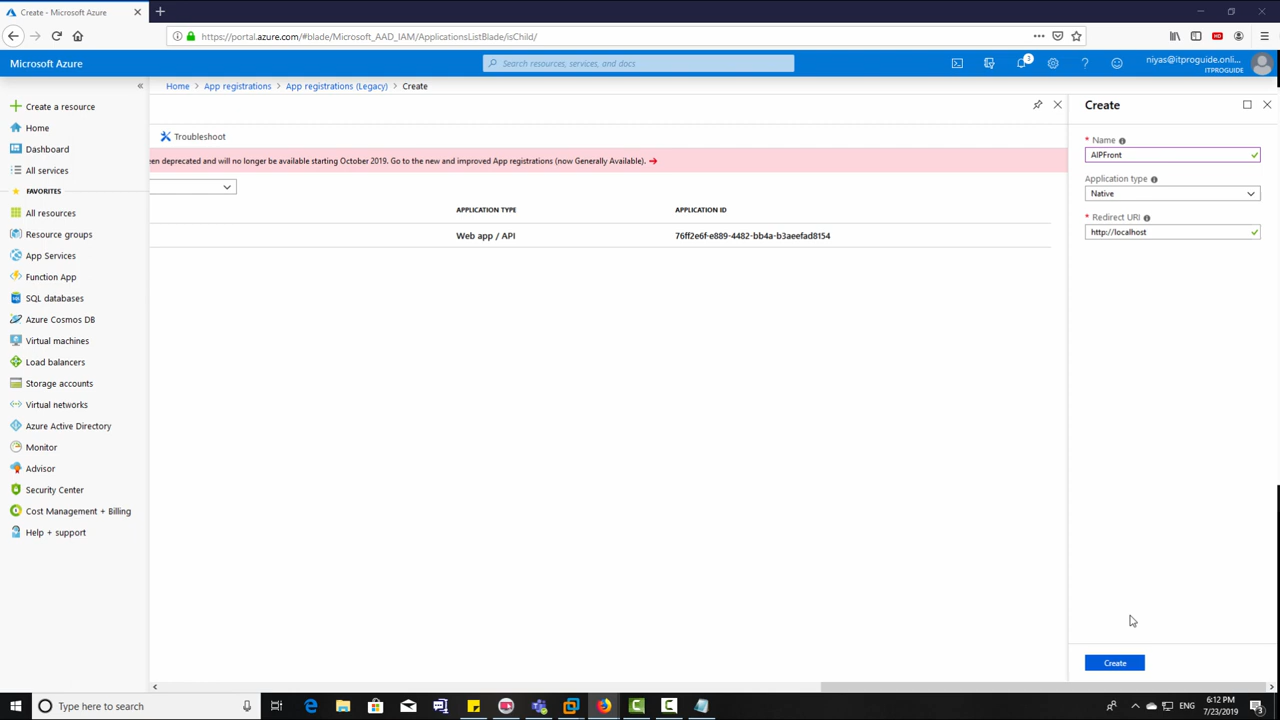 Create - Microsoft Azure
https://portal.azure.com/#blade/Microsoft_AAD_IAM/ApplicationsListBlade/isChild/
Microsoft Azure
Search resources, services, and docs
3
niyas@itproguide.onli...
ITPROGUIDE
Create a resource
Home
Dashboard
All services
FAVORITES
All resources
Resource groups
App Services
Function App
SQL databases
Azure Cosmos DB
Virtual machines
Load balancers
Storage accounts
Virtual networks
Azure Active Directory
Monitor
Advisor
Security Center
Cost Management + Billing
Help + support
Home > App registrations > App registrations (Legacy) > Create
Troubleshoot
en deprecated and will no longer be available starting October 2019. Go to the new and improved App registrations (now Generally Available).
APPLICATION TYPE
APPLICATION ID
Web app / API
76ff2e6f-e889-4482-bb4a-b3aeefad8154
Create
* Name
AIPFront
Application type
Native
* Redirect URI
http://localhost
Create
Type here to search
6:12 PM
7/23/2019
3